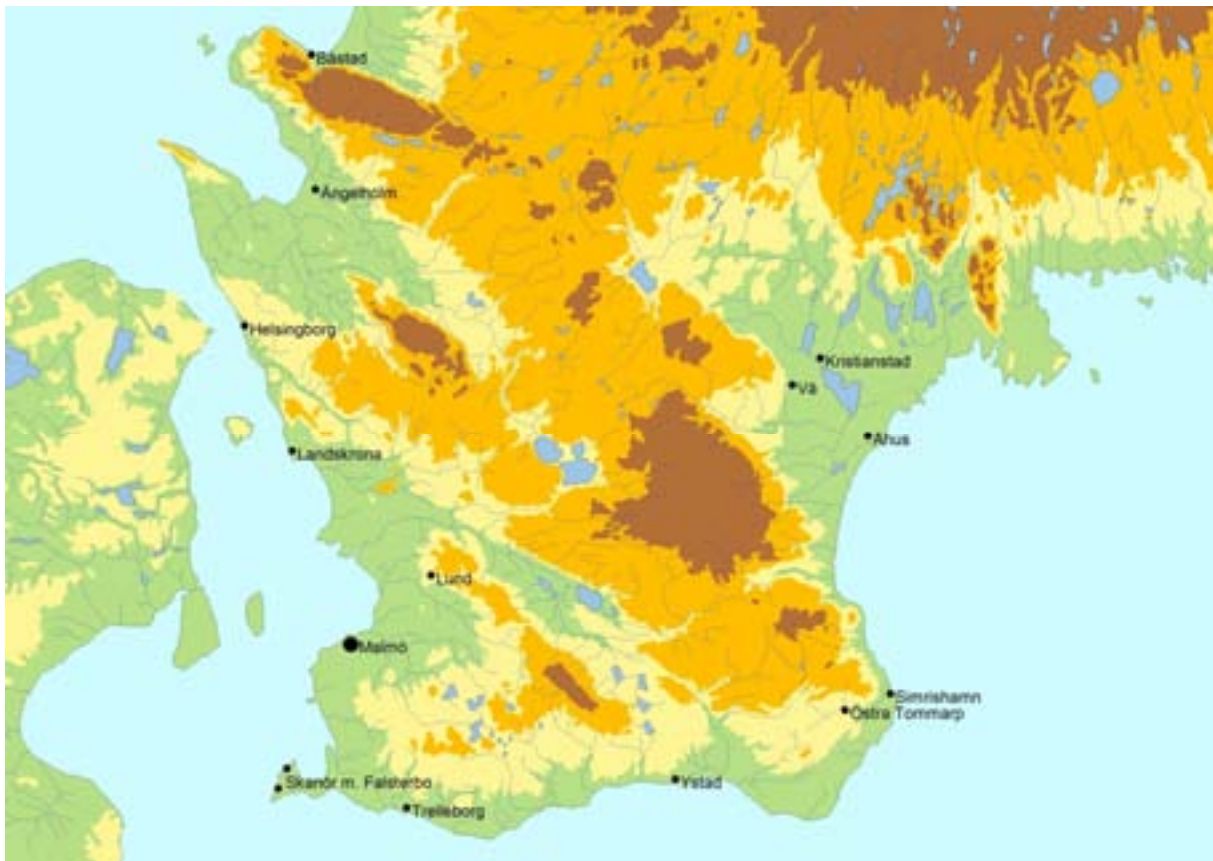 Båstad
Ängelholm
Helsingborg
Kristianstad
Vä
Åhus
Landskrona
Lund
Malmö
Simrishamn
Östra Tommarp
Skanör m. Falsterbo
Ystad
Trelleborg